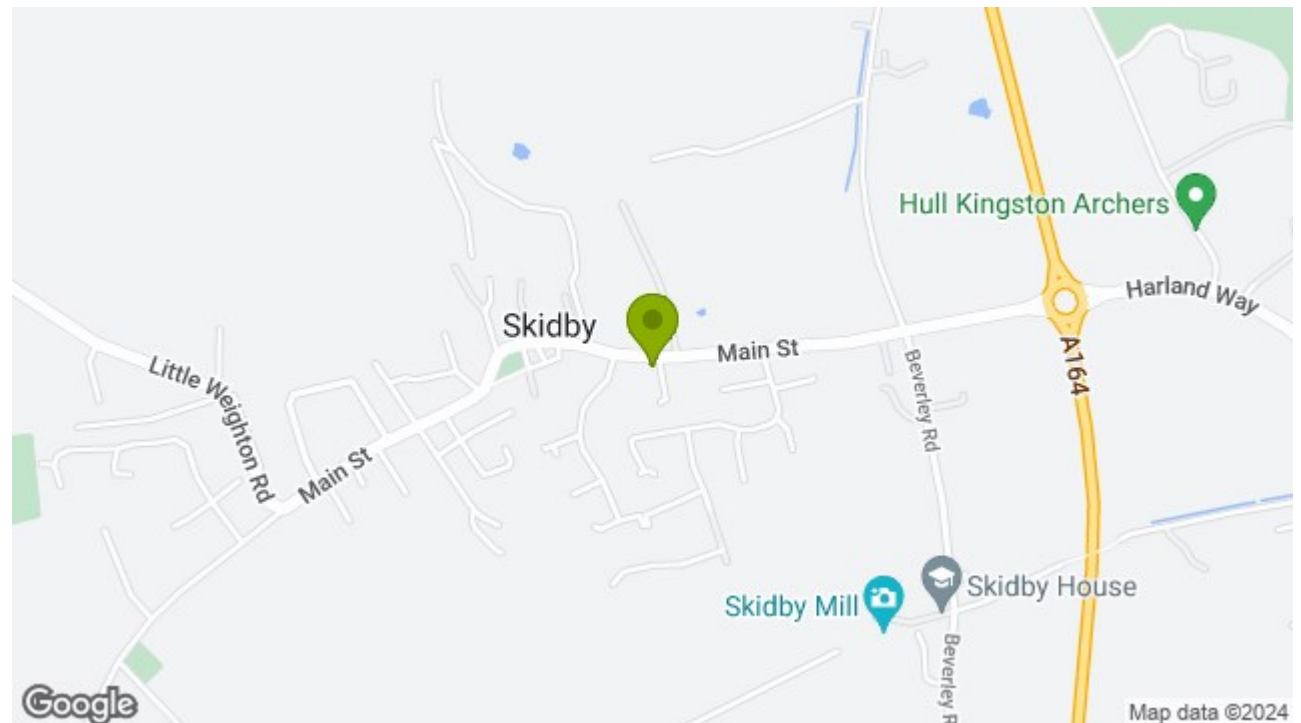 Hull Kingston Archers
Harland Way
Skidby
Main St
A164
Beverley Rd
Little Weighton Rd
Main St
Skidby House
Skidby Mill
Beverley R
Google
Map data ©2024